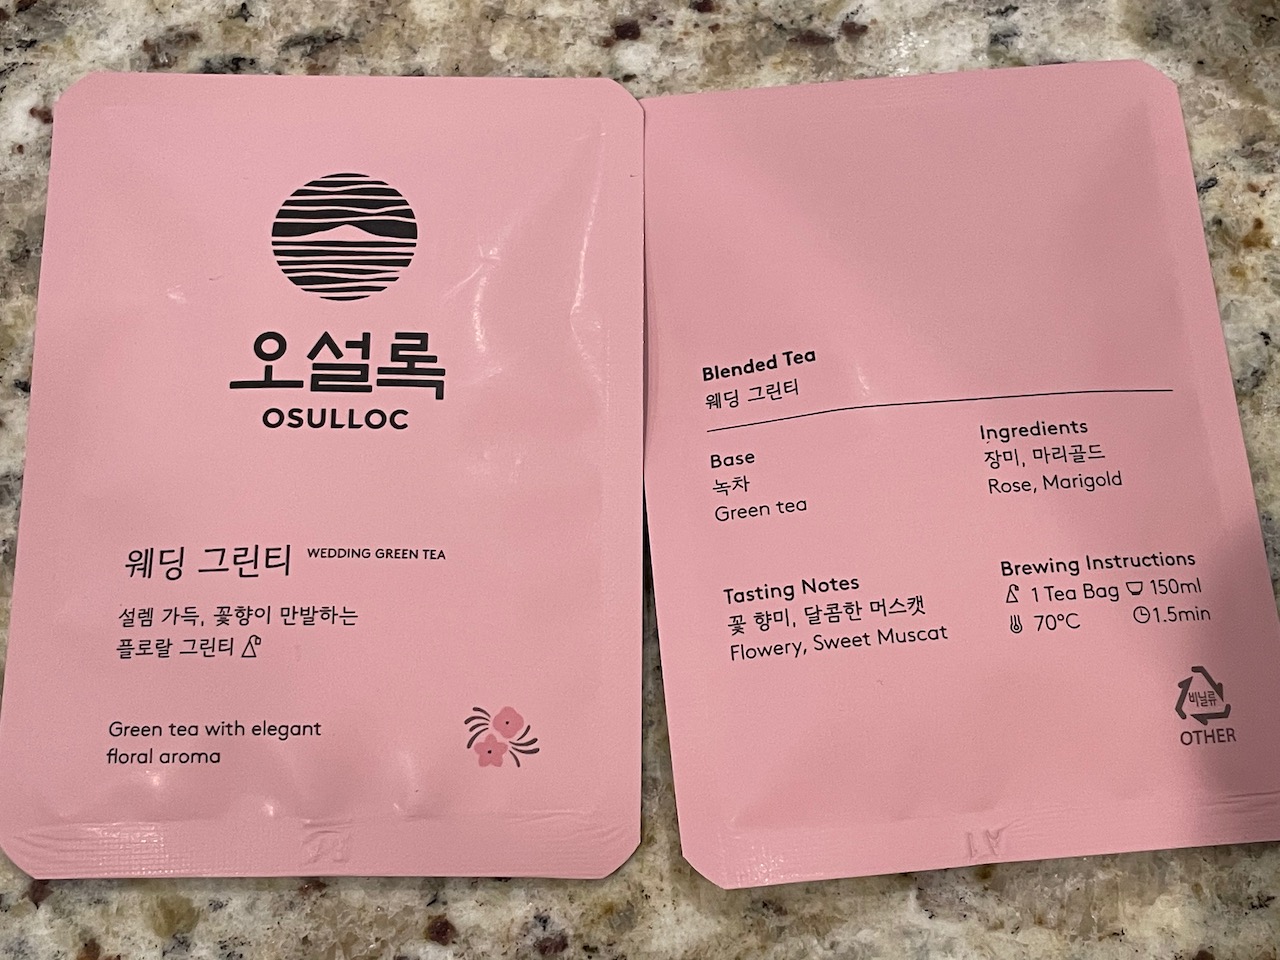 오설록
OSULLOC
웨딩 그린티 WEDDING GREEN TEA
설렘 가득, 꽃향이 만발하는
플로랄 그린티
Green tea with elegant
floral aroma
Blended Tea
웨딩 그린티
Base
녹차
Green tea
Ingredients
장미, 마리골드
Rose, Marigold
Tasting Notes
꽃 향미, 달콤한 머스캣
Flowery, Sweet Muscat
Brewing Instructions
1 Tea Bag 150ml
70°C 1.5min
비닐류
OTHER